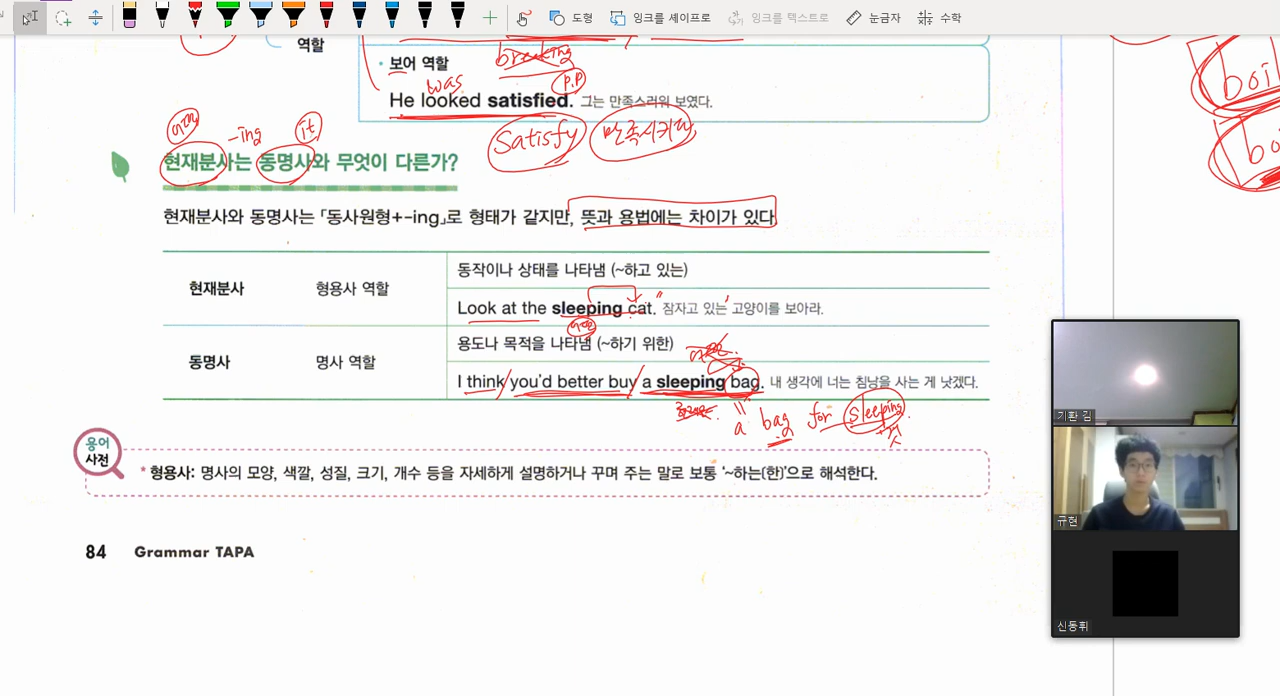 도형
잉크를 셰이프로
잉크를 텍스트로
눈금자
수학
역할
보어 역할
breaking
was
p.p
He looked satisfied. 그는 만족스러워 보였다.
Satisfy
만족시키다
-ing
현재분사는 동명사와 무엇이 다른가?
현재분사와 동명사는 「동사원형+-ing」로 형태가 같지만, 뜻과 용법에는 차이가 있다.
현재분사
형용사 역할
동작이나 상태를 나타냄 (~하고 있는)
Look at the sleeping cat. 잠자고 있는 고양이를 보아라.
동명사
명사 역할
용도나 목적을 나타냄 (~하기 위한)
I think you'd better buy a sleeping bag. 내 생각에 너는 침낭을 사는 게 낫겠다.
a bag for sleeping
용어
사전
* 형용사: 명사의 모양, 색깔, 성질, 크기, 개수 등을 자세하게 설명하거나 꾸며 주는 말로 보통 '~하는(한)'으로 해석한다.
84 Grammar TAPA
기환 김
규현
신동휘